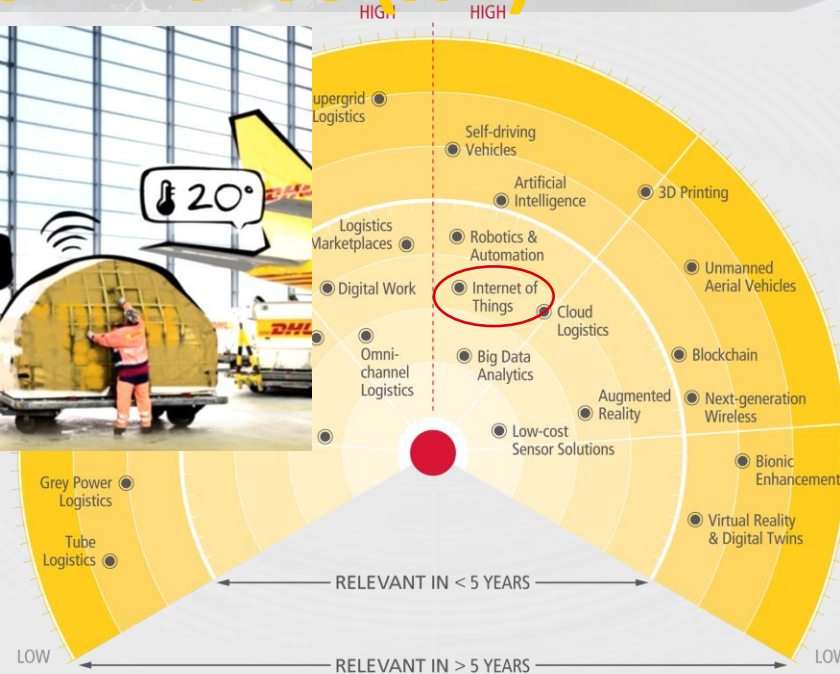 HIGH
HIGH
Logistics
Self-driving
Vehicles
Artificial
Intelligence
3D Printing
20°
Logistics
Robotics &
Automation
Unmanned
Aerial Vehicles
Digital Work
Internet of
Things
Cloud
Logistics
DHL
Omni-
channel
Logistics
Big Data
Analytics
Blockchain
Augmented
Reality
Next-generation
Wireless
Low-cost
Sensor Solutions
Bionic
Enhancement
Grey Power
Logistics
Virtual Reality
& Digital Twins
Tube
Logistics
RELEVANT IN < 5 YEARS
LOW
RELEVANT IN > 5 YEARS